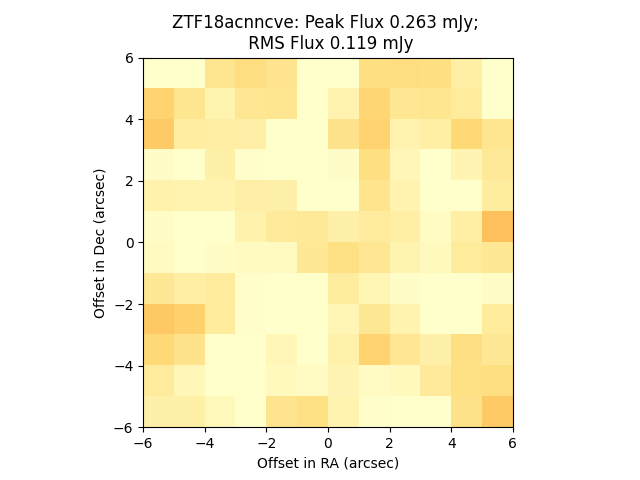 ZTF18acnncve: Peak Flux 0.263 mJy;
RMS Flux 0.119 mJy
6
4
2
0
−2
−4
−6
Offset in Dec (arcsec)
−6 −4 −2 0 2 4 6
Offset in RA (arcsec)